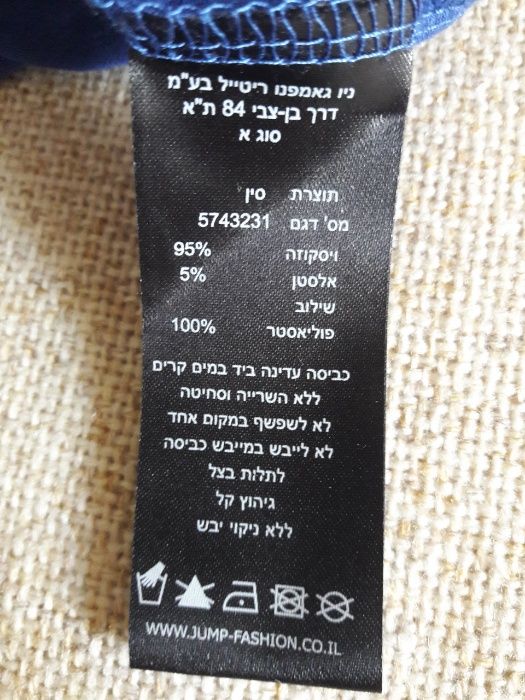 ניו גאמפנו ריטייל בע"מ
דרך בן-צבי 84 ת"א
סוג א
תוצרת סין
מס' דגם 5743231
ויסקוזה 95%
אלסטן 5%
שילוב
פוליאסטר 100%
כביסה עדינה ביד במים קרים
ללא השרייה וסחיטה
לא לשפשף במקום אחד
לא לייבש במייבש כביסה
לתלות בצל
גיהוץ קל
ללא ניקוי יבש
WWW.JUMP-FASHION.CO.IL